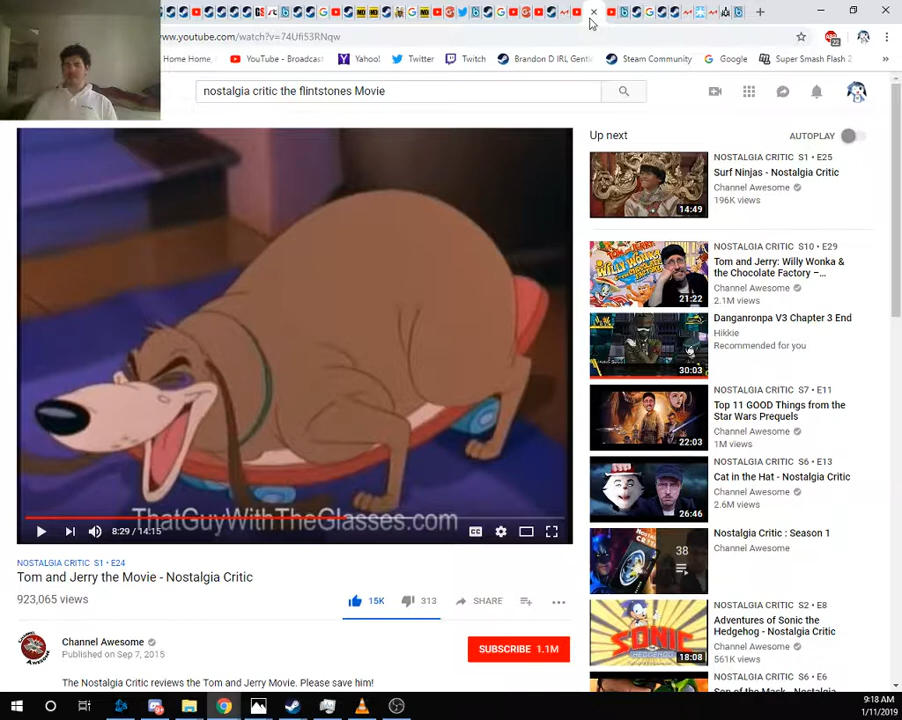 www.youtube.com/watch?v=74Ufi53RNqw
22
Home Home
YouTube - Broadcast
Yahoo!
Twitter
Twitch
Brandon D IRL Gentl
Steam Community
Google
Super Smash Flash 2
nostalgia critic the flintstones Movie
Up next
AUTOPLAY
NOSTALGIA CRITIC S1 • E25
Surf Ninjas - Nostalgia Critic
Channel Awesome
196K views
14:49
NOSTALGIA CRITIC S10 • E29
Tom and Jerry: Willy Wonka &
the Chocolate Factory –...
Channel Awesome
2.1M views
21:22
Danganronpa V3 Chapter 3 End
Hikkie
Recommended for you
30:03
NOSTALGIA CRITIC S7 • E11
Top 11 GOOD Things from the
Star Wars Prequels
Channel Awesome
1M views
22:03
NOSTALGIA CRITIC S6 • E13
Cat in the Hat - Nostalgia Critic
Channel Awesome
2.6M views
26:46
Nostalgia Critic : Season 1
Channel Awesome
38
NOSTALGIA CRITIC S2 • E8
Adventures of Sonic the
Hedgehog - Nostalgia Critic
Channel Awesome
561K views
SONIC
18:08
NOSTALGIA CRITIC S6 • E6
Son of the Mask - Nostalgia
ThatGuyWithTheGlasses.com
8:29 / 14:15
CC
NOSTALGIA CRITIC S1 • E24
Tom and Jerry the Movie - Nostalgia Critic
923,065 views
15K
313
SHARE
Channel Awesome
Published on Sep 7, 2015
SUBSCRIBE 1.1M
The Nostalgia Critic reviews the Tom and Jerry Movie. Please save him!
9:18 AM
1/11/2019